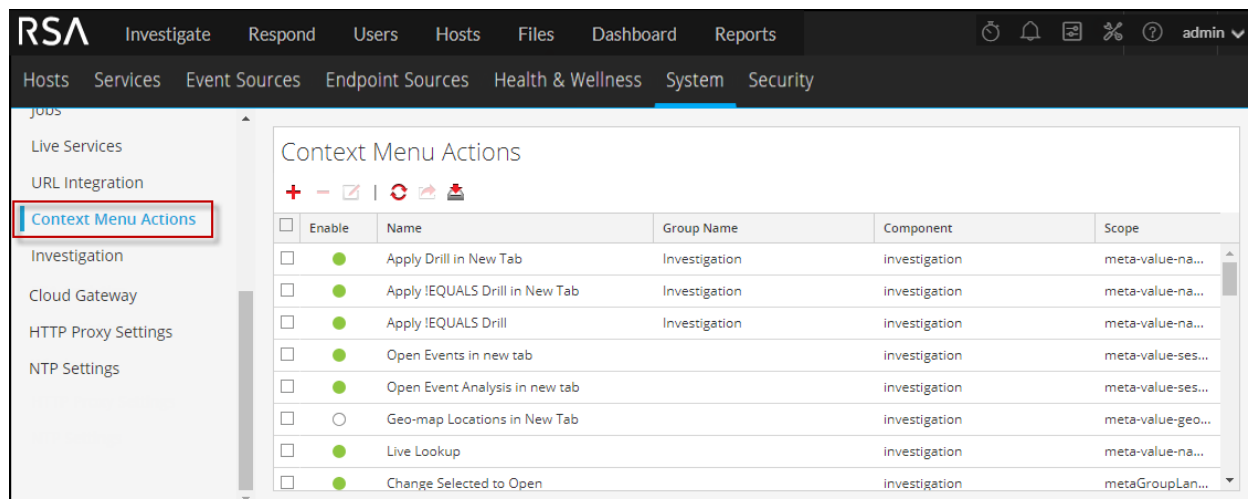 RSA Investigate Respond Users Hosts Files Dashboard Reports admin
Hosts Services Event Sources Endpoint Sources Health & Wellness System Security
Jobs
Live Services
URL Integration
Context Menu Actions
Investigation
Cloud Gateway
HTTP Proxy Settings
NTP Settings
Context Menu Actions
Enable Name Group Name Component Scope
Apply Drill in New Tab Investigation investigation meta-value-na...
Apply !EQUALS Drill in New Tab Investigation investigation meta-value-na...
Apply !EQUALS Drill Investigation investigation meta-value-na...
Open Events in new tab investigation meta-value-ses...
Open Event Analysis in new tab investigation meta-value-ses...
Geo-map Locations in New Tab investigation meta-value-geo...
Live Lookup investigation meta-value-na...
Change Selected to Open investigation metaGroupLan...